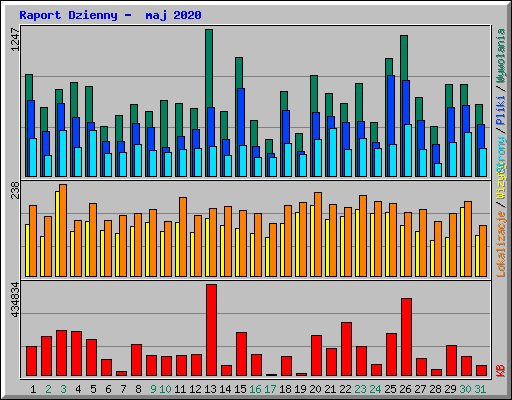 Raport Dzienny -  maj 2020
1247
238
434834
Wywołania / Pliki / Strony
Wizyt / Lokalizacje
KB
1 2 3 4 5 6 7 8 9 10 11 12 13 14 15 16 17 18 19 20 21 22 23 24 25 26 27 28 29 30 31